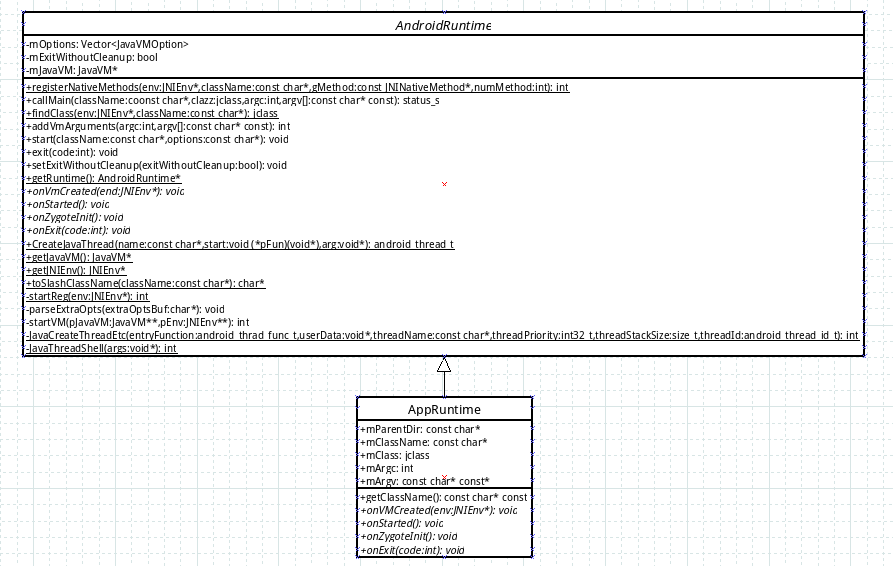 AndroidRuntime
-mOptions: Vector<JavaVMOption>
-mExitWithoutCleanup: bool
-mJavaVM: JavaVM*
+registerNativeMethods(env:JNIEnv*,className:const char*,gMethod:const JNINativeMethod*,numMethod:int): int
+callMain(className:coonst char*,clazz:jclass,argc:int,argv[]:const char* const): status_s
+findClass(env:JNIEnv*,className:const char*): jclass
+addVmArguments(argc:int,argv[]:const char* const): int
+start(className:const char*,options:const char*): void
+exit(code:int): void
+setExitWithoutCleanup(exitWithoutCleanup:bool): void
+getRuntime(): AndroidRuntime*
+onVmCreated(end:JNIEnv*): void
+onStarted(): void
+onZygoteInit(): void
+onExit(code:int): void
+CreateJavaThread(name:const char*,start:void (*pFun)(void*),arg:void*): android_thread_t
+getJavaVM(): JavaVM*
+getJNIEnv(): JNIEnv*
+toSlashClassName(className:const char*): char*
-startReg(env:JNIEnv*): int
-parseExtraOpts(extraOptsBuf:char*): void
-startVM(pJavaVM:JavaVM**,pEnv:JNIEnv**): int
-JavaCreateThreadEtc(entryFunction:android_thrad_func_t,userData:void*,threadName:const char*,threadPriority:int32_t,threadStackSize:size_t,threadId:android_thread_id_t): int
-JavaThreadShell(args:void*): int
AppRuntime
+mParentDir: const char*
+mClassName: const char*
+mClass: jclass
+mArgc: int
+mArgv: const char* const*
+getClassName(): const char* const
+onVMCreated(env:JNIEnv*): void
+onStarted(): void
+onZygoteInit(): void
+onExit(code:int): void